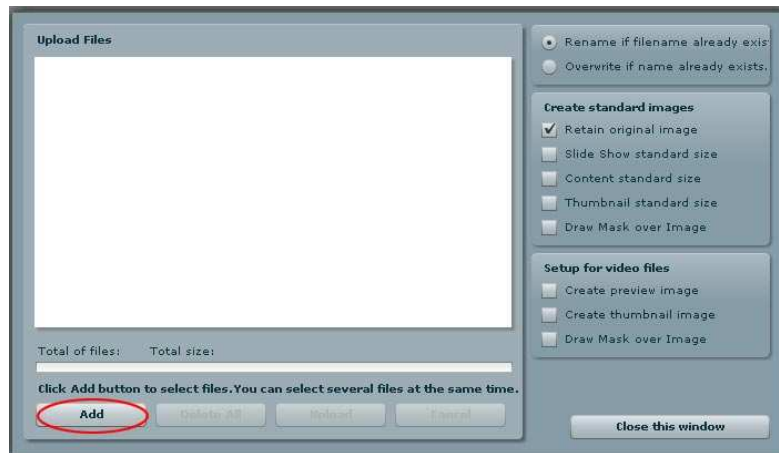 Upload Files
Total of files: Total size:
Click Add button to select files.You can select several files at the same time.
Add Delete All Upload Cancel
Rename if filename already exis
Overwrite if name already exists.
Create standard images
Retain original image
Slide Show standard size
Content standard size
Thumbnail standard size
Draw Mask over Image
Setup for video files
Create preview image
Create thumbnail image
Draw Mask over Image
Close this window